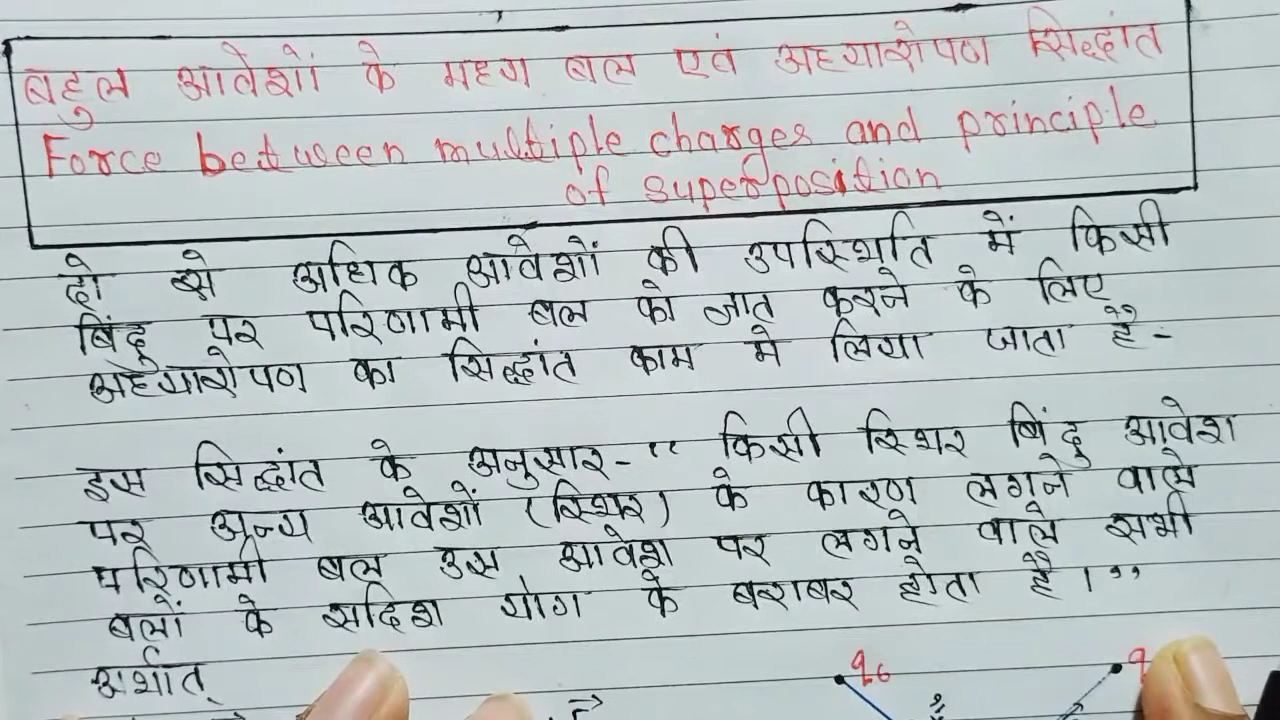 बहुल आवेशों के मध्य बल एवं अध्यारोपण सिद्धांत
Force between multiple charges and principle
of superposition
दो से अधिक आवेशों की उपस्थिति में किसी
बिंदु पर परिणामी बल को ज्ञात करने के लिए
अध्यारोपण का सिद्धांत काम मे लिया जाता है -
इस सिद्धांत के अनुसार- “ किसी स्थिर बिंदु आवेश
पर अन्य आवेशों (स्थिर) के कारण लगने वाले
परिणामी बल उस आवेश पर लगने वाले सभी
बलों के सदिश योग के बराबर होता है।”
अर्थात्
q₆
q